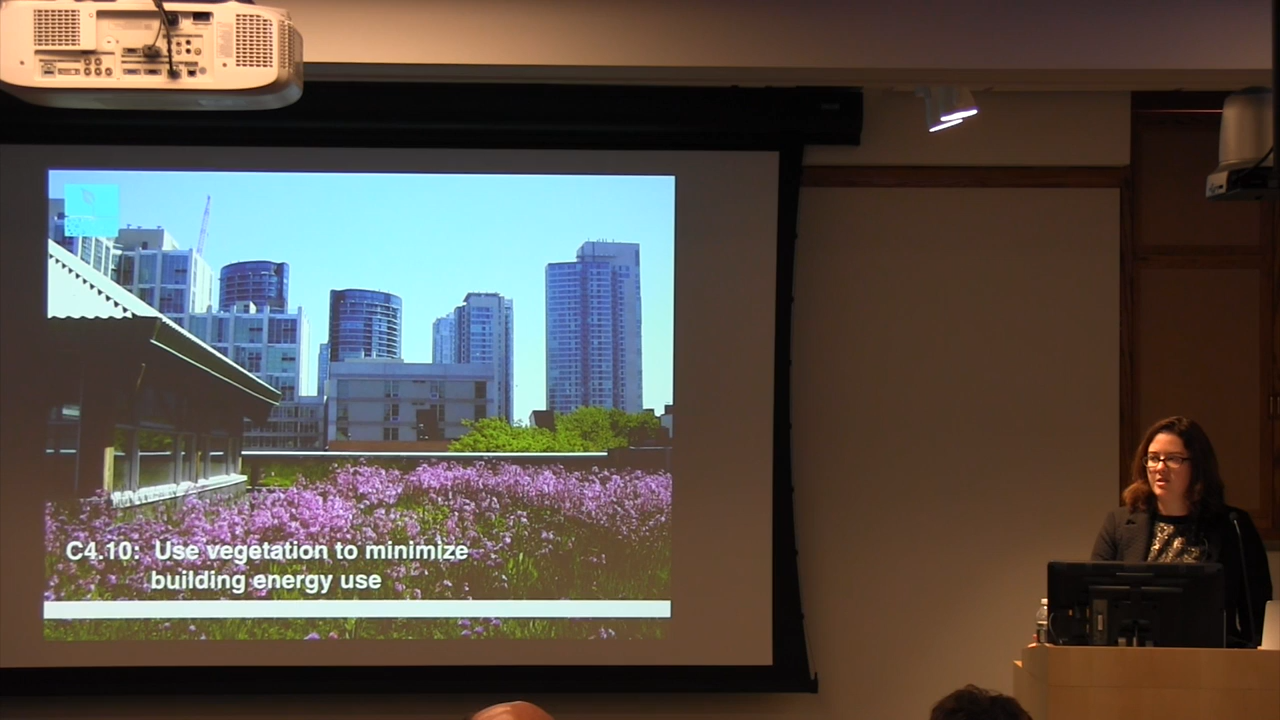 C4.10: Use vegetation to minimize
building energy use